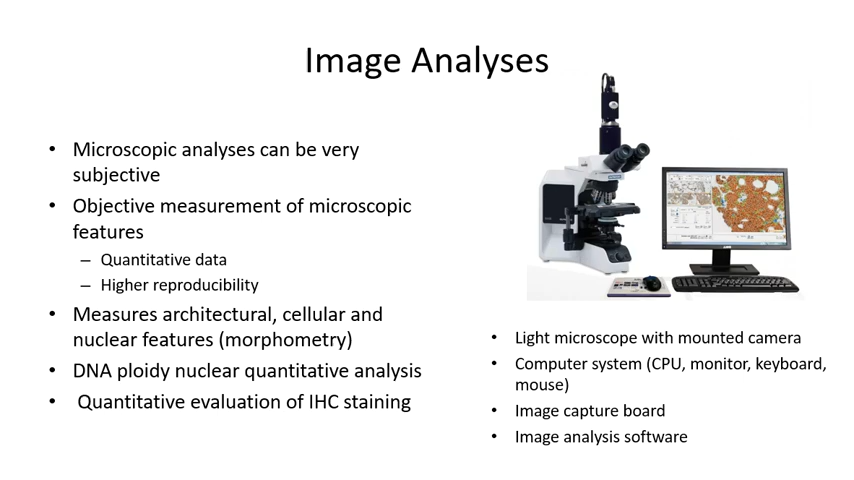 Image Analyses
• Microscopic analyses can be very
subjective
• Objective measurement of microscopic
features
– Quantitative data
– Higher reproducibility
• Measures architectural, cellular and
nuclear features (morphometry)
• DNA ploidy nuclear quantitative analysis
• Quantitative evaluation of IHC staining
• Light microscope with mounted camera
• Computer system (CPU, monitor, keyboard,
mouse)
• Image capture board
• Image analysis software